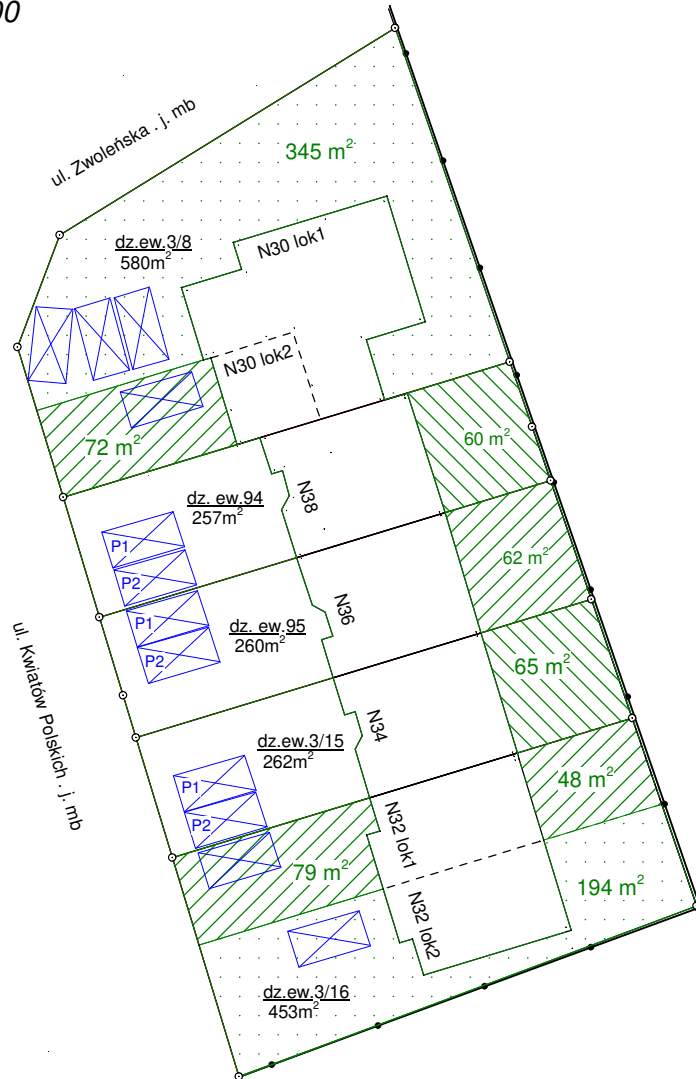 00
ul. Zwoleńska . j. mb
345 m²
dz.ew.3/8
580m²
N30 lok1
N30 lok2
72 m²
60 m²
dz. ew.94
257m²
N38
P1
P2
62 m²
dz. ew.95
260m²
N36
P1
P2
65 m²
ul. Kwiatów Polskich . j. mb
dz.ew.3/15
262m²
N34
P1
P2
48 m²
N32 lok1
79 m²
194 m²
N32 lok2
dz.ew.3/16
453m²